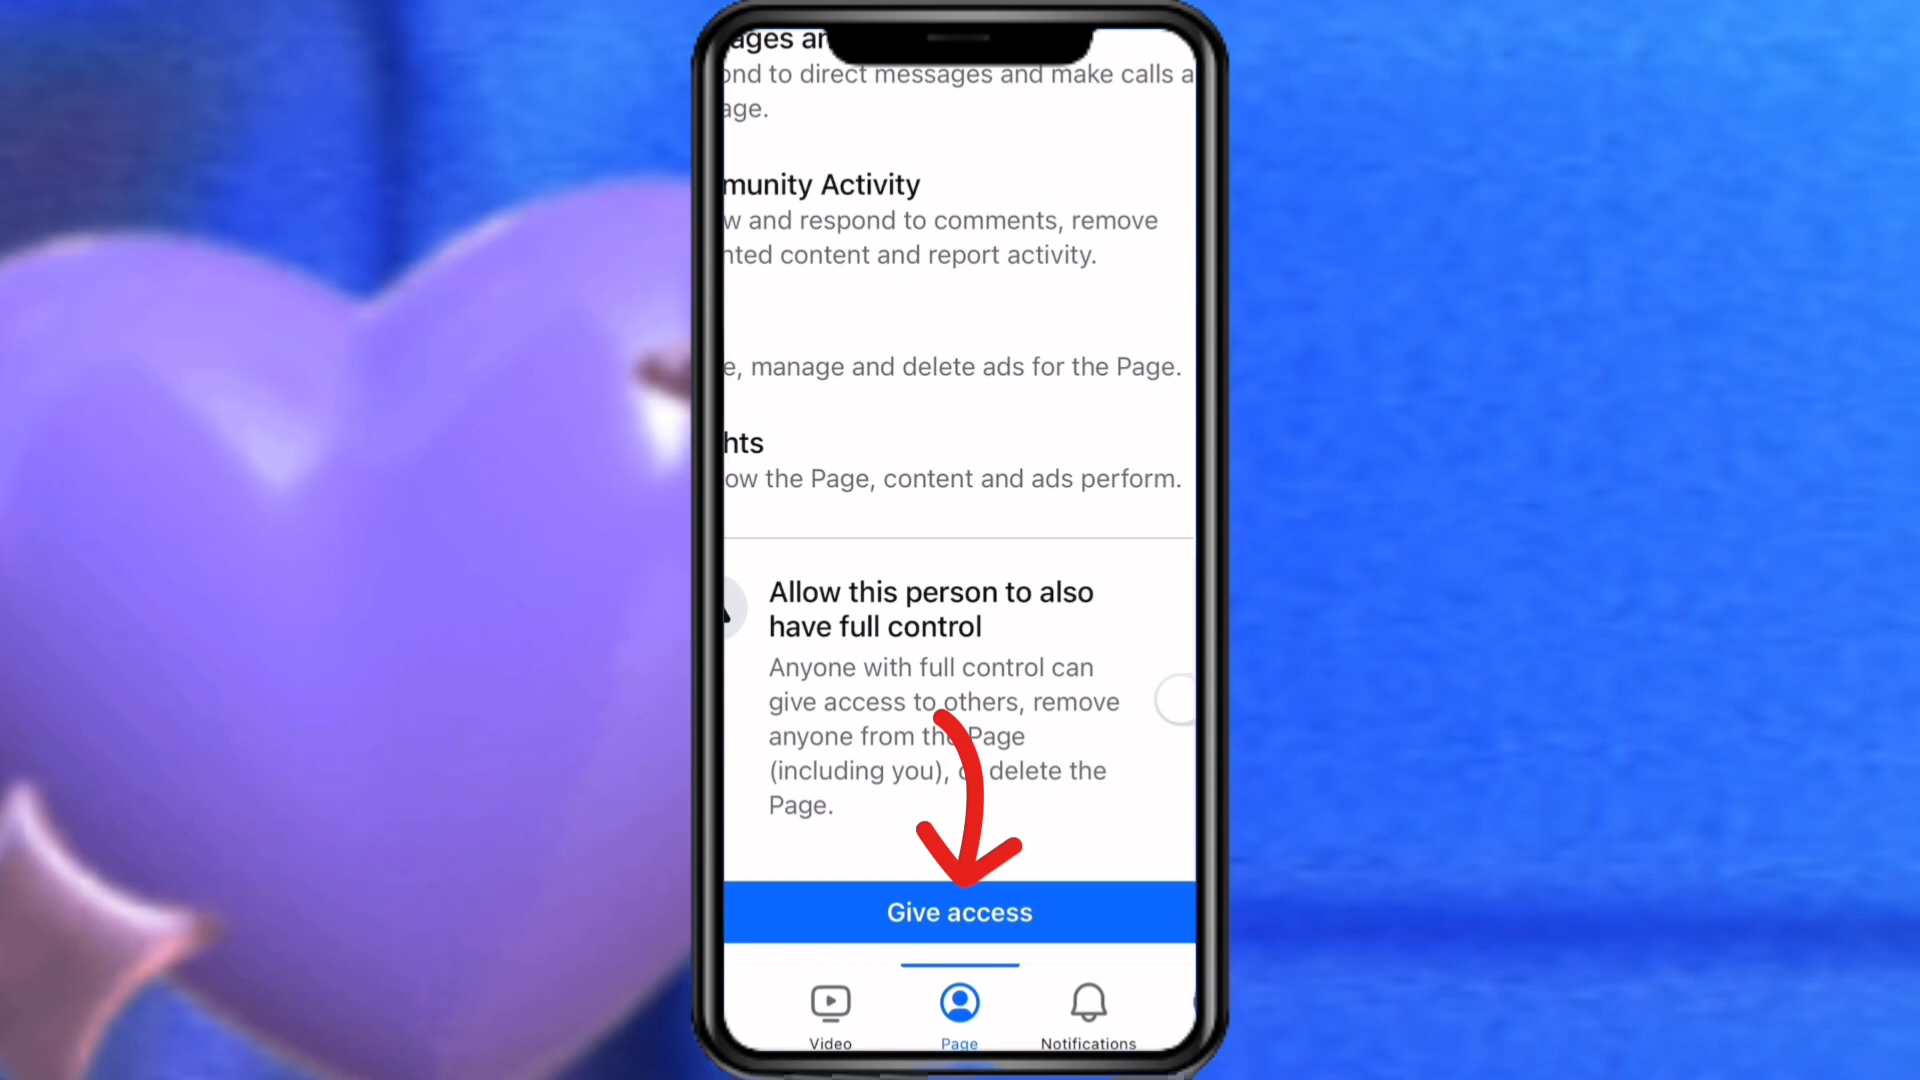 ages ar
ond to direct messages and make calls a
age.
munity Activity
w and respond to comments, remove
nted content and report activity.
e, manage and delete ads for the Page.
hts
ow the Page, content and ads perform.
Allow this person to also
have full control
Anyone with full control can
give access to others, remove
anyone from the Page
(including you), delete the
Page.
Give access
Video
Page
Notifications